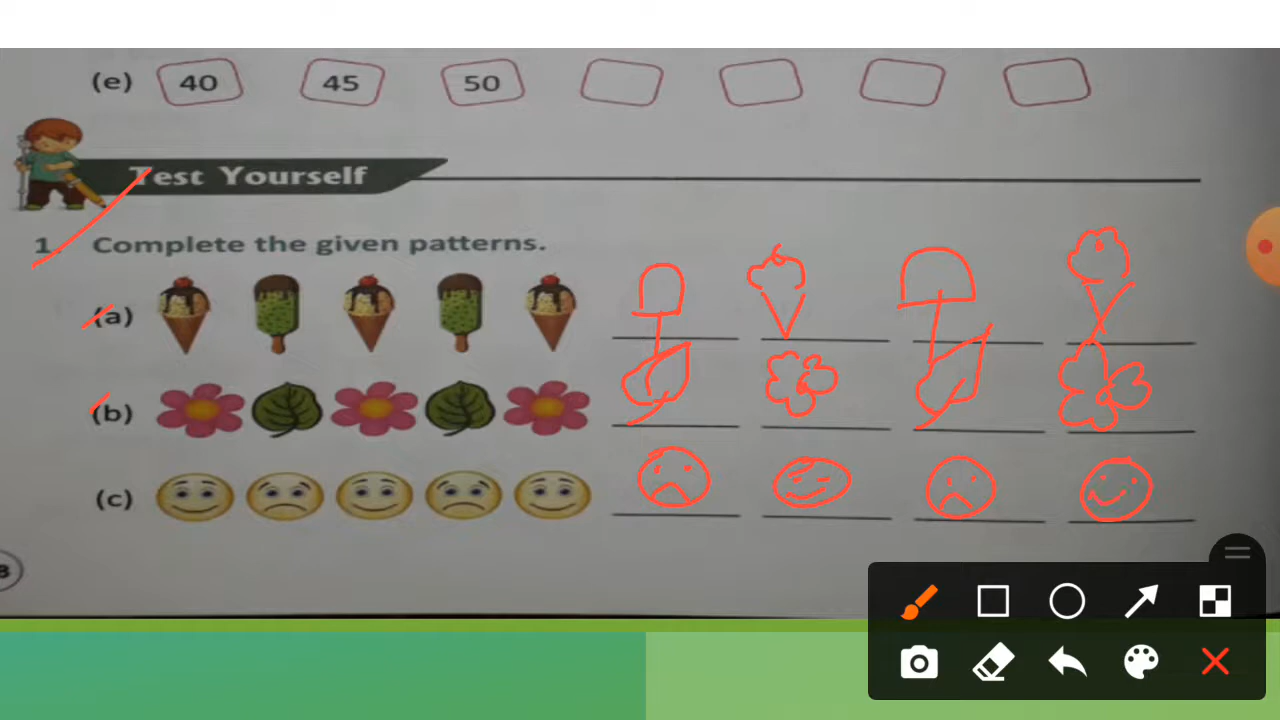 (e) 40 45 50
Test Yourself
1. Complete the given patterns.
(a)
(b)
(c)